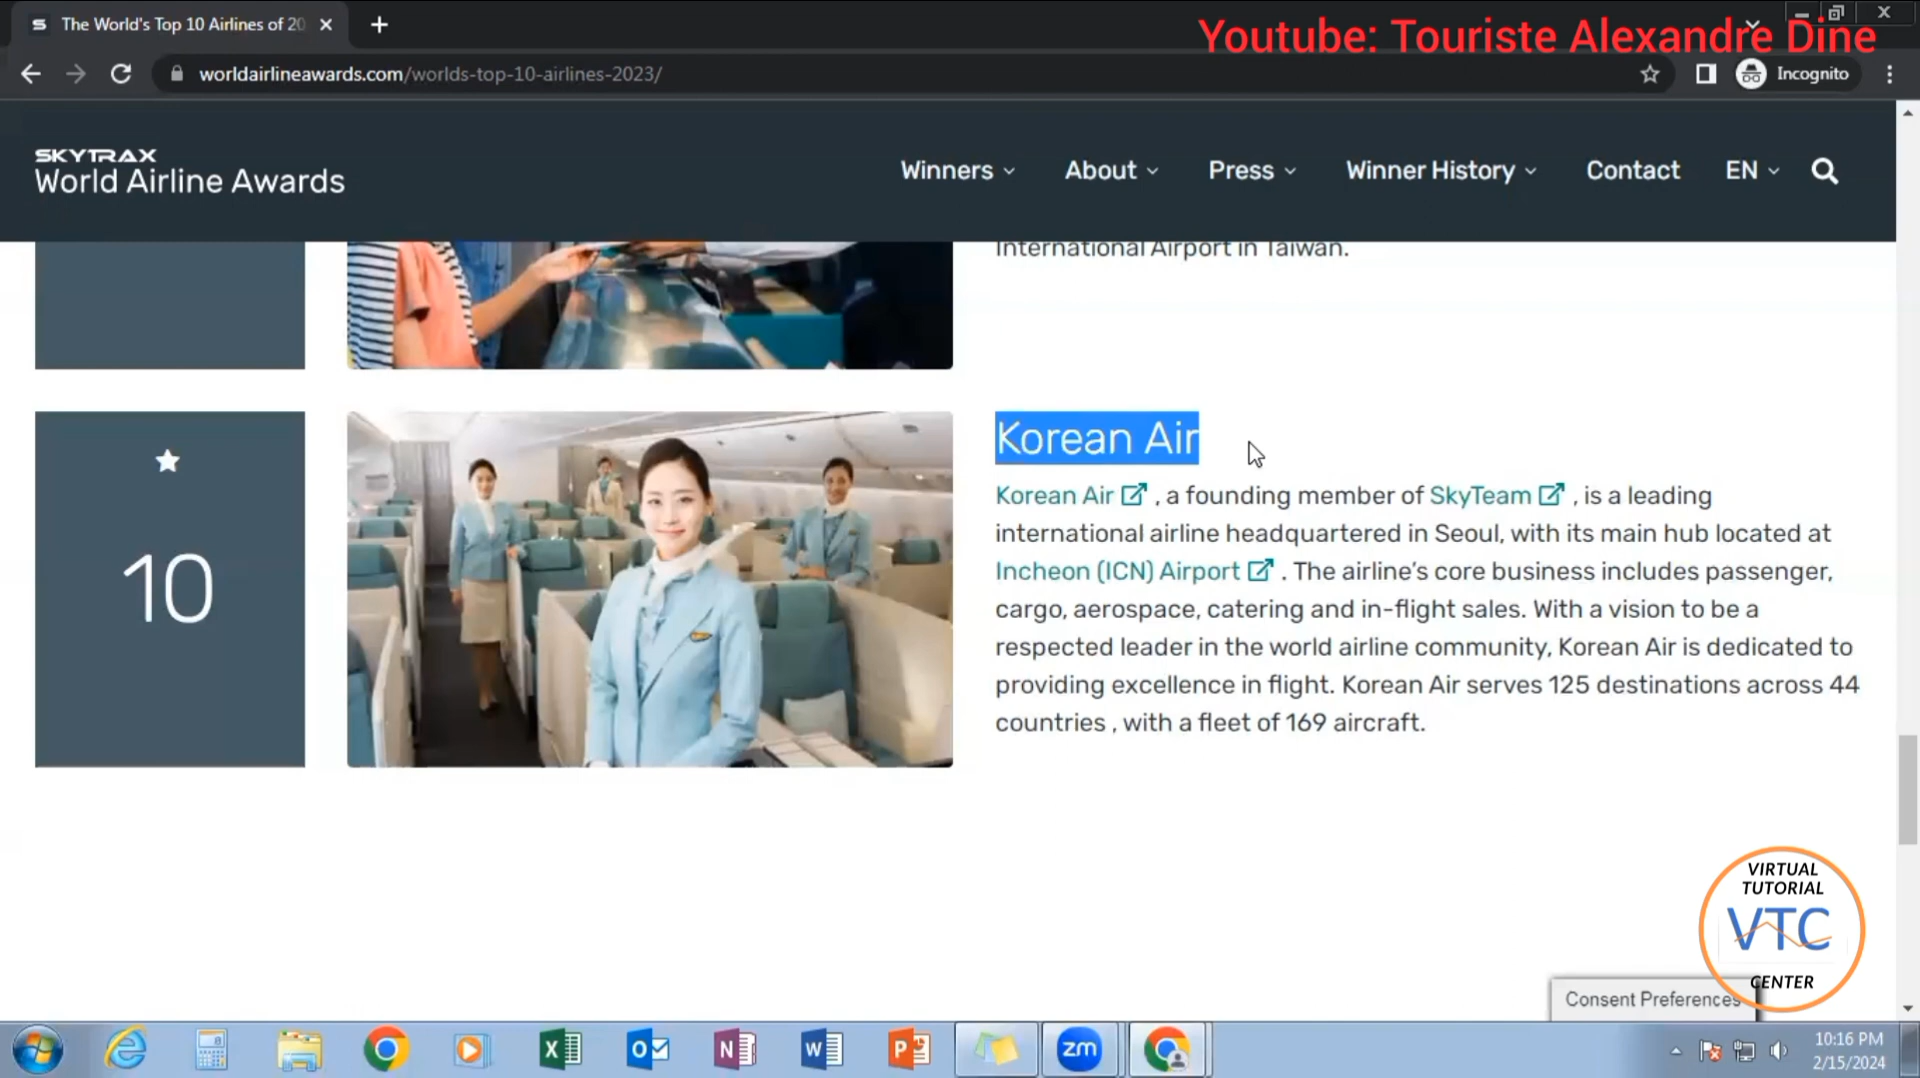 The World's Top 10 Airlines of 20
Youtube: Touriste Alexandre Dine
worldairlineawards.com/worlds-top-10-airlines-2023/
Incognito
SKYTRAX
World Airline Awards
Winners
About
Press
Winner History
Contact
EN
International Airport in Taiwan.
10
Korean Air
Korean Air , a founding member of SkyTeam , is a leading
international airline headquartered in Seoul, with its main hub located at
Incheon (ICN) Airport . The airline's core business includes passenger,
cargo, aerospace, catering and in-flight sales. With a vision to be a
respected leader in the world airline community, Korean Air is dedicated to
providing excellence in flight. Korean Air serves 125 destinations across 44
countries , with a fleet of 169 aircraft.
VIRTUAL
TUTORIAL
VTC
CENTER
Consent Preferences
zm
10:16 PM
2/15/2024